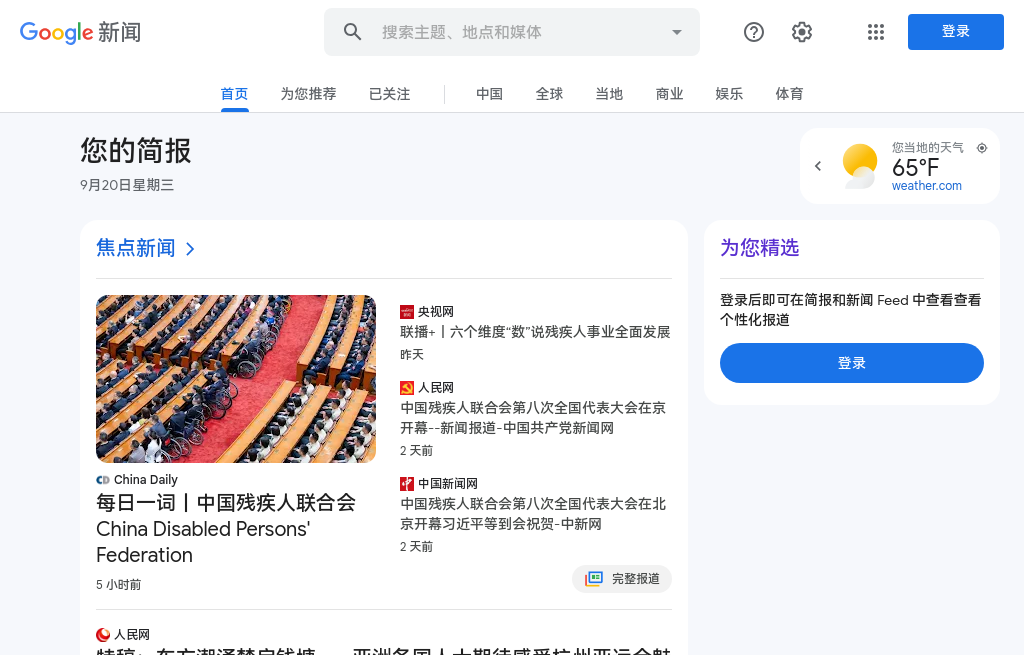 Google 新闻
搜索主题、地点和媒体
登录
首页
为您推荐
已关注
中国
全球
当地
商业
娱乐
体育
您的简报
9月20日星期三
您当地的天气
65°F
weather.com
焦点新闻
China Daily
每日一词丨中国残疾人联合会
China Disabled Persons'
Federation
5 小时前
央视网
联播+丨六个维度“数”说残疾人事业全面发展
昨天
人民网
中国残疾人联合会第八次全国代表大会在京
开幕--新闻报道-中国共产党新闻网
2 天前
中国新闻网
中国残疾人联合会第八次全国代表大会在北
京开幕习近平等到会祝贺-中新网
2 天前
完整报道
人民网
为您精选
登录后即可在简报和新闻 Feed 中查看查看
个性化报道
登录